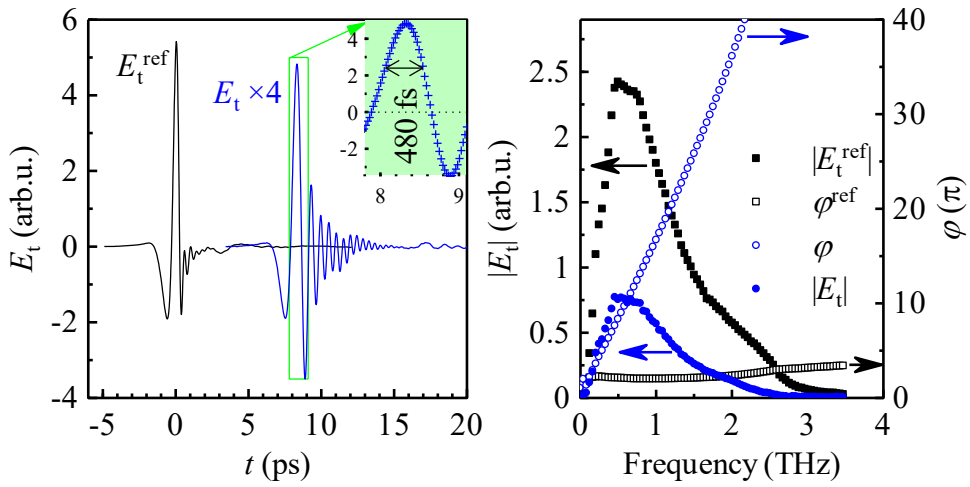 6
4
2
0
-2
-4
E_t (arb.u.)
-5 0 5 10 15 20
t (ps)
E_t^ref
E_t ×4
4
2
0
-2
480 fs
8 9
2.5
2
1.5
1
0.5
0
|E_t| (arb.u.)
0 1 2 3 4
Frequency (THz)
|E_t^ref|
φ^ref
φ
|E_t|
40
30
20
10
0
φ (π)